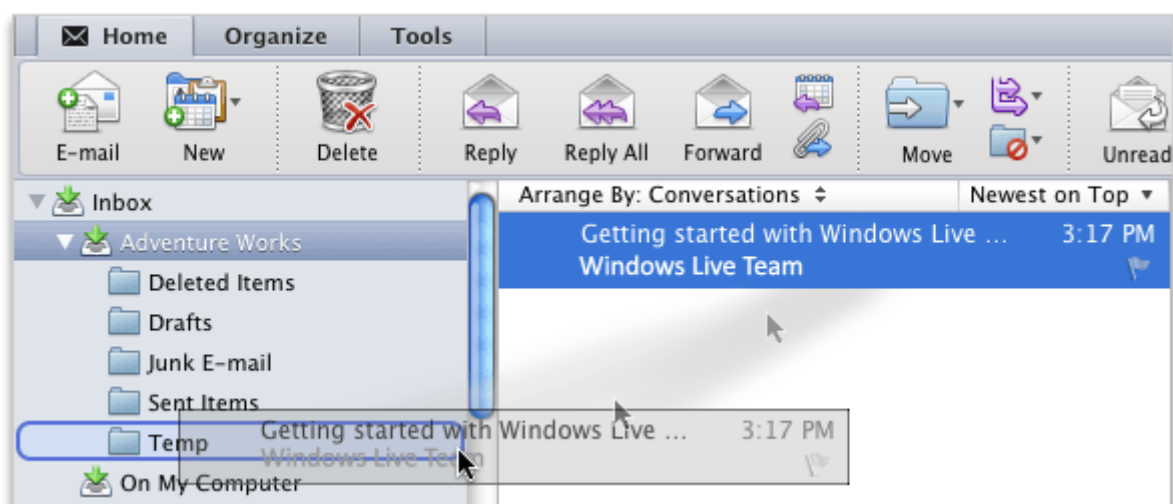 Home Organize Tools
E-mail New Delete Reply Reply All Forward Move Unread
Inbox
Arrange By: Conversations Newest on Top
Adventure Works
Getting started with Windows Live ... 3:17 PM
Windows Live Team
Deleted Items
Drafts
Junk E-mail
Sent Items
Temp
Getting started with Windows Live ... 3:17 PM
Windows Live Team
On My Computer